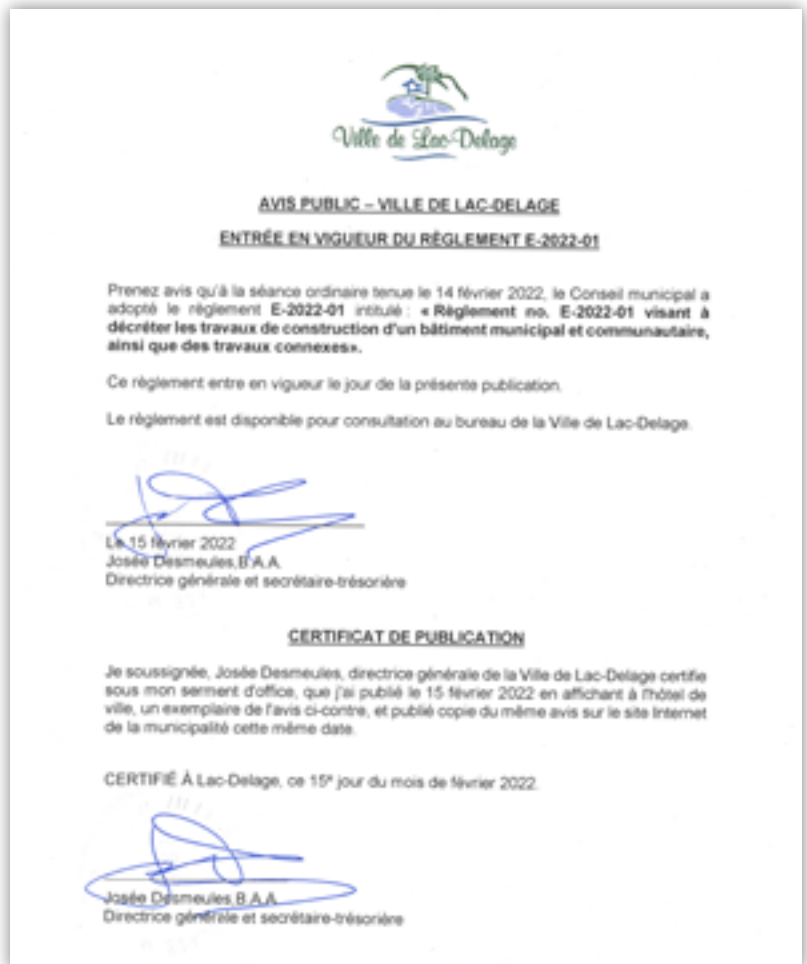 Ville de Lac-Delage
AVIS PUBLIC – VILLE DE LAC-DELAGE
ENTRÉE EN VIGUEUR DU RÈGLEMENT E-2022-01
Prenez avis qu'à la séance ordinaire tenue le 14 février 2022, le Conseil municipal a
adopté le règlement E-2022-01 intitulé : « Règlement no. E-2022-01 visant à
décréter les travaux de construction d'un bâtiment municipal et communautaire,
ainsi que des travaux connexes».
Ce règlement entre en vigueur le jour de la présente publication.
Le règlement est disponible pour consultation au bureau de la Ville de Lac-Delage.
Le 15 février 2022
Josée Desmeules,B.A.A.
Directrice générale et secrétaire-trésorière
CERTIFICAT DE PUBLICATION
Je soussignée, Josée Desmeules, directrice générale de la Ville de Lac-Delage certifie
sous mon serment d'office, que j'ai publié le 15 février 2022 en affichant à l'hôtel de
ville, un exemplaire de l'avis ci-contre, et publié copie du même avis sur le site Internet
de la municipalité cette même date.
CERTIFIÉ À Lac-Delage, ce 15e jour du mois de février 2022.
Josée Desmeules,B.A.A.
Directrice générale et secrétaire-trésorière